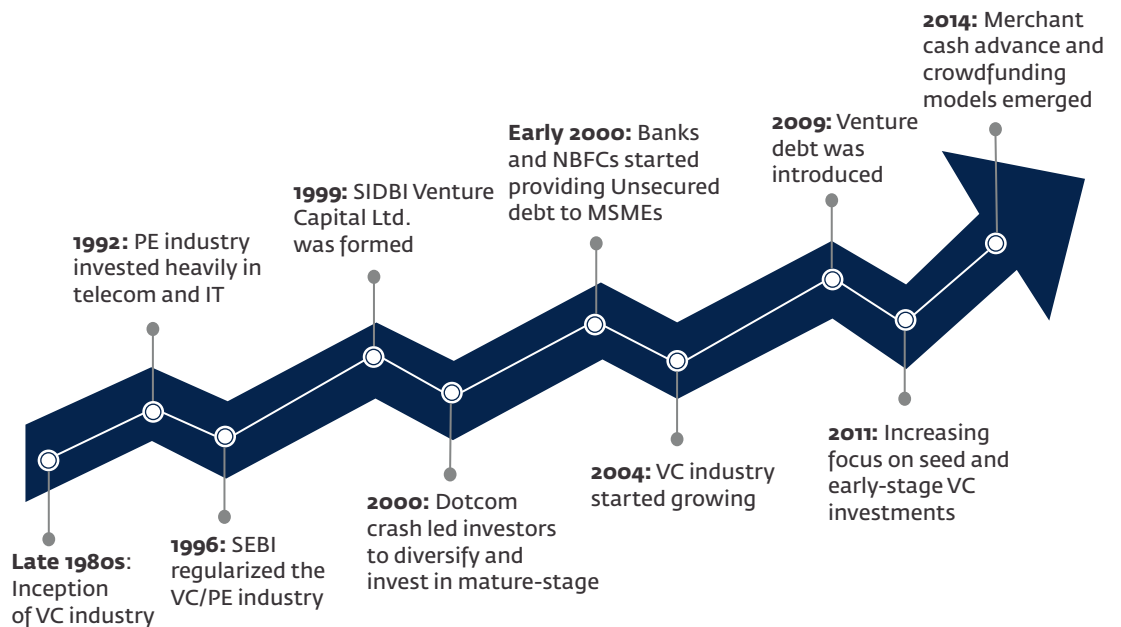 Late 1980s:
Inception
of VC industry
1992: PE industry
invested heavily in
telecom and IT
1996: SEBI
regularized the
VC/PE industry
1999: SIDBI Venture
Capital Ltd.
was formed
2000: Dotcom
crash led investors
to diversify and
invest in mature-stage
Early 2000: Banks
and NBFCs started
providing Unsecured
debt to MSMEs
2004: VC industry
started growing
2009: Venture
debt was
introduced
2011: Increasing
focus on seed and
early-stage VC
investments
2014: Merchant
cash advance and
crowdfunding
models emerged